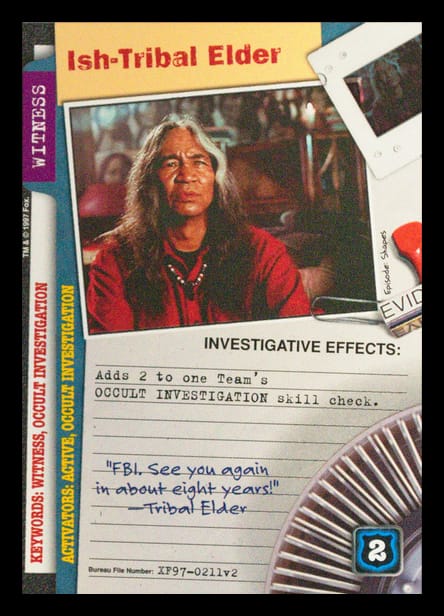 Ish-Tribal Elder
WITNESS
TM & © 1997 Fox.
KEYWORDS: WITNESS, OCCULT INVESTIGATION
ACTIVATORS: ACTIVE, OCCULT INVESTIGATION
Episode: Shapes
EVID
INVESTIGATIVE EFFECTS:
Adds 2 to one Team's
OCCULT INVESTIGATION skill check.
"FBI. See you again
in about eight years!"
—Tribal Elder
2
Bureau File Number: XF97-0211v2